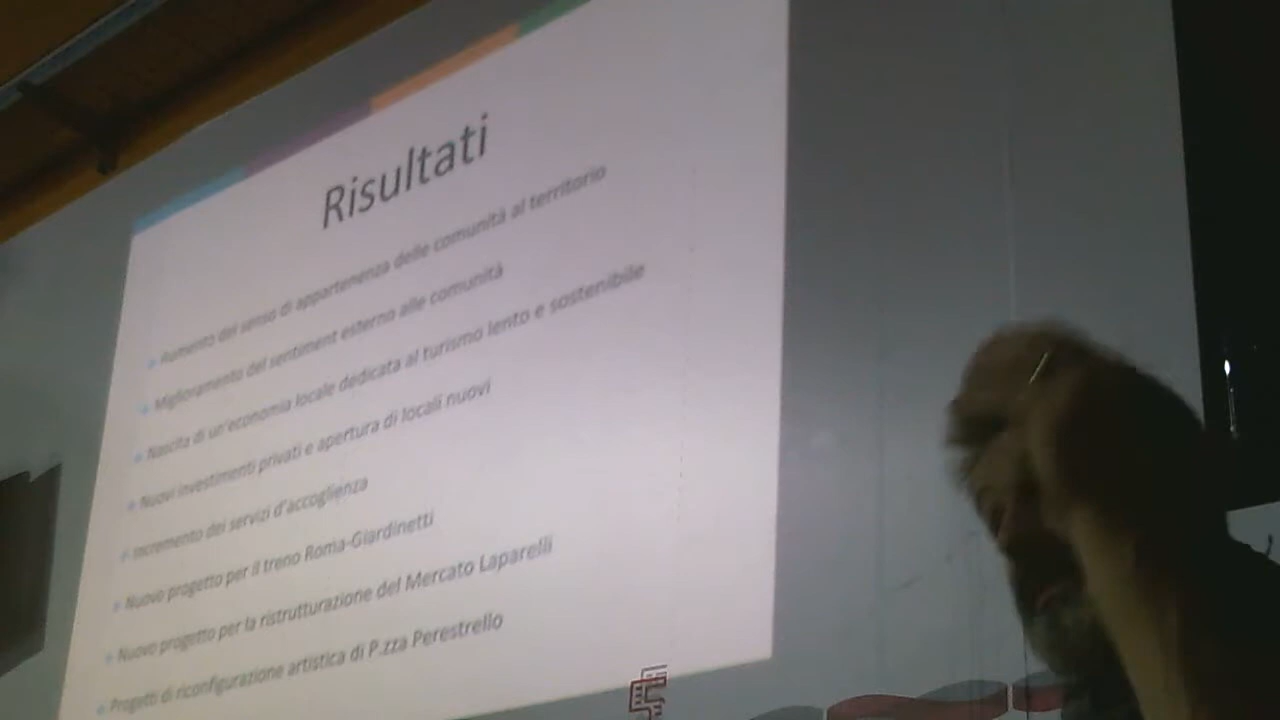 Risultati
Aumento del senso di appartenenza delle comunità al territorio
Miglioramento del sentiment esterno alle comunità
Nascita di un'economia locale dedicata al turismo lento e sostenibile
Nuovi investimenti privati e apertura di locali nuovi
Incremento dei servizi d'accoglienza
Nuovo progetto per il treno Roma-Giardinetti
Nuovo progetto per la ristrutturazione del Mercato Laparelli
Progetti di riconfigurazione artistica di P.zza Perestrello